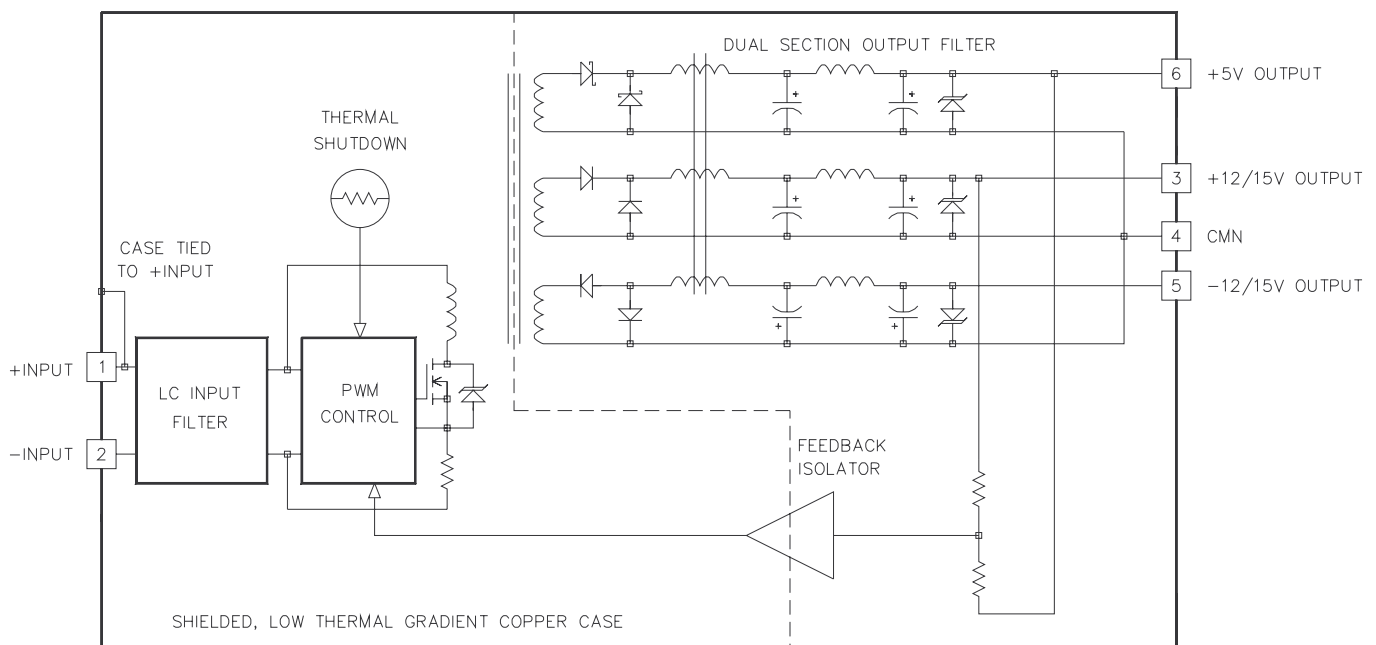 DUAL SECTION OUTPUT FILTER
6 +5V OUTPUT
THERMAL
SHUTDOWN
3 +12/15V OUTPUT
4 CMN
CASE TIED
TO +INPUT
5 -12/15V OUTPUT
+INPUT 1
LC INPUT
FILTER
PWM
CONTROL
-INPUT 2
FEEDBACK
ISOLATOR
SHIELDED, LOW THERMAL GRADIENT COPPER CASE
+
+
+
+
+
+